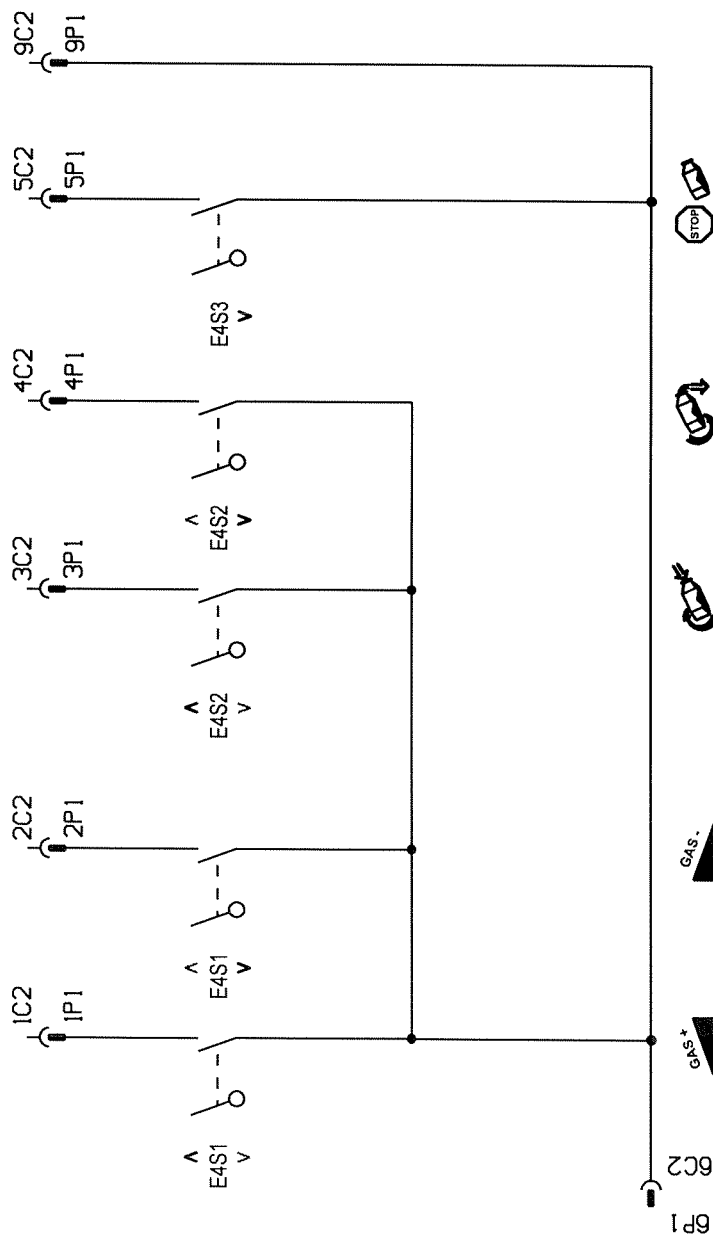 9C2
9P1
5C2
5P1
4C2
4P1
3C2
3P1
2C2
2P1
1C2
1P1
E4S3
>
<
E4S2
>
<
E4S2
>
<
E4S1
>
<
E4S1
>
STOP
GAS -
GAS +
6C2
6P1